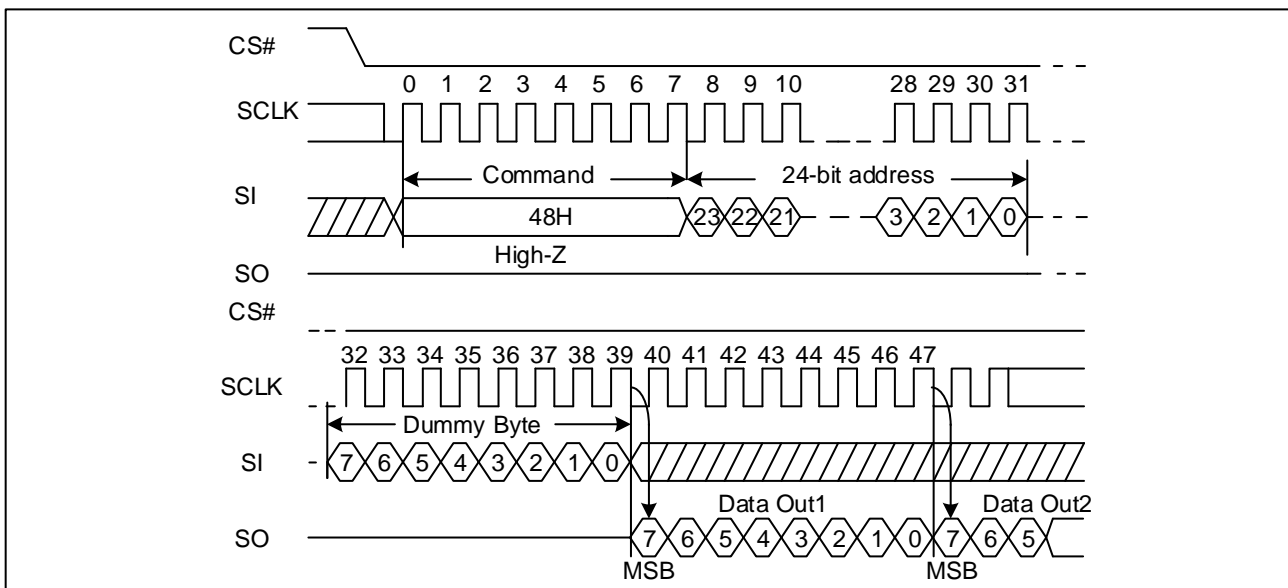 CS#
0 1 2 3 4 5 6 7 8 9 10 28 29 30 31
SCLK
Command 24-bit address
SI
48H 23 22 21 3 2 1 0
High-Z
SO
CS#
32 33 34 35 36 37 38 39 40 41 42 43 44 45 46 47
SCLK
Dummy Byte
SI 7 6 5 4 3 2 1 0
Data Out1 Data Out2
SO 7 6 5 4 3 2 1 0 7 6 5
MSB MSB